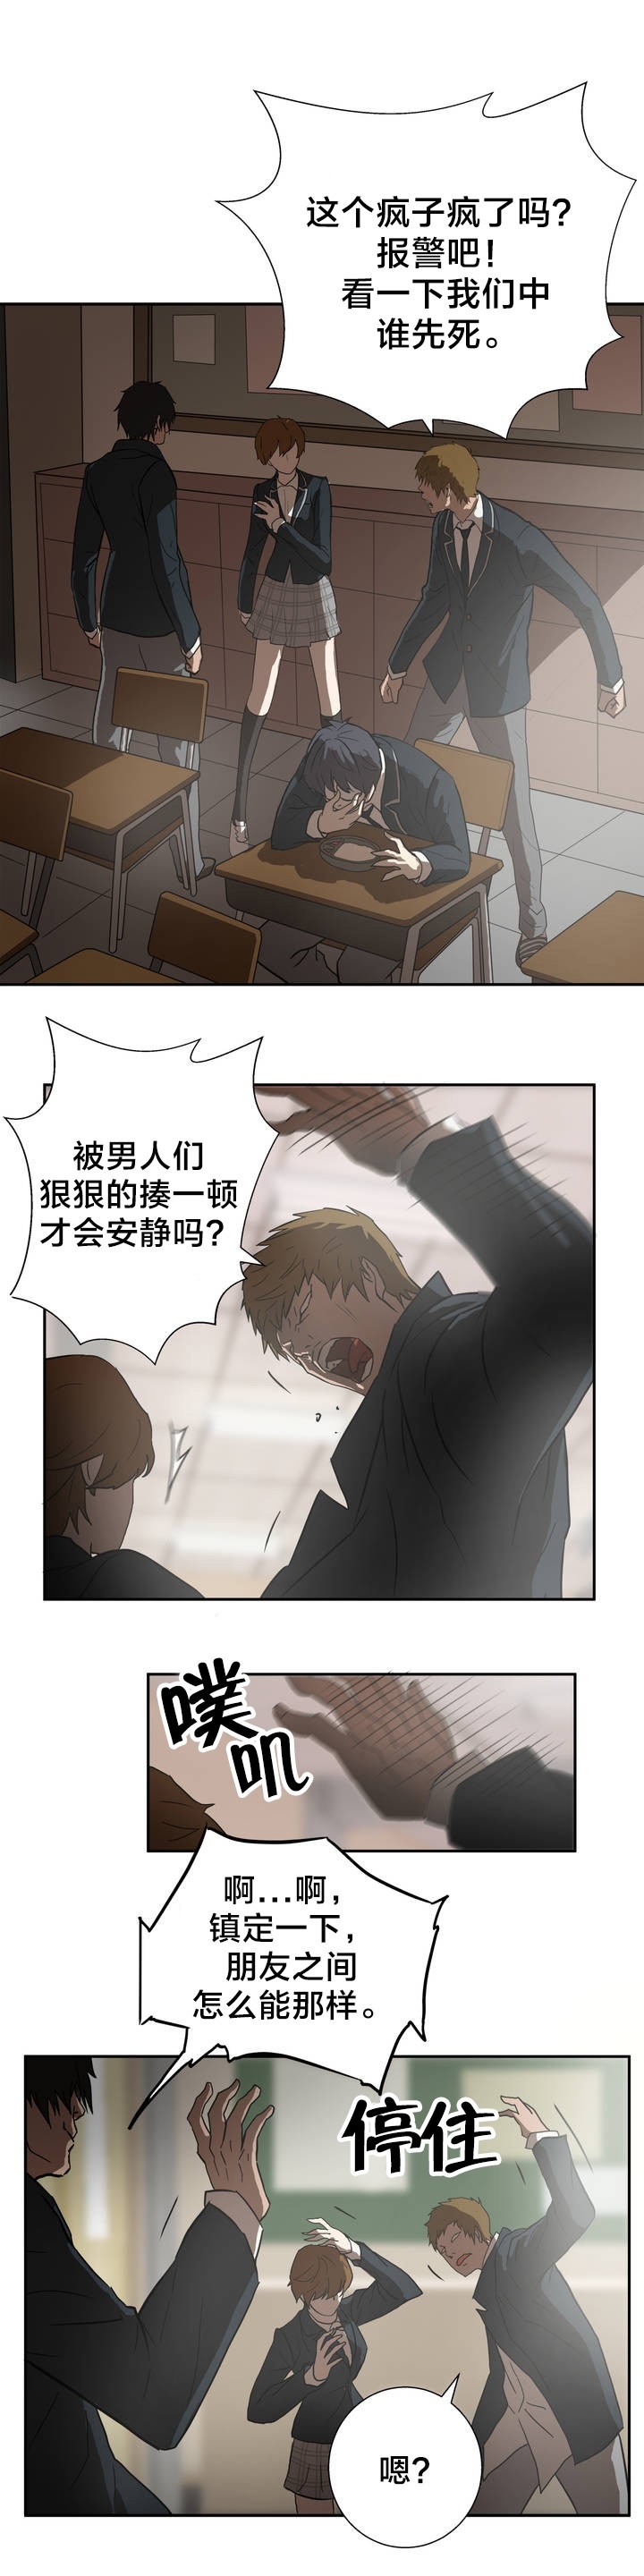 这个疯子疯了吗？
报警吧！
看一下我们中
谁先死。
被男人们
狠狠的揍一顿
才会安静吗？
噗
叽
啊…啊，
镇定一下，
朋友之间
怎么能那样。
停住
嗯？